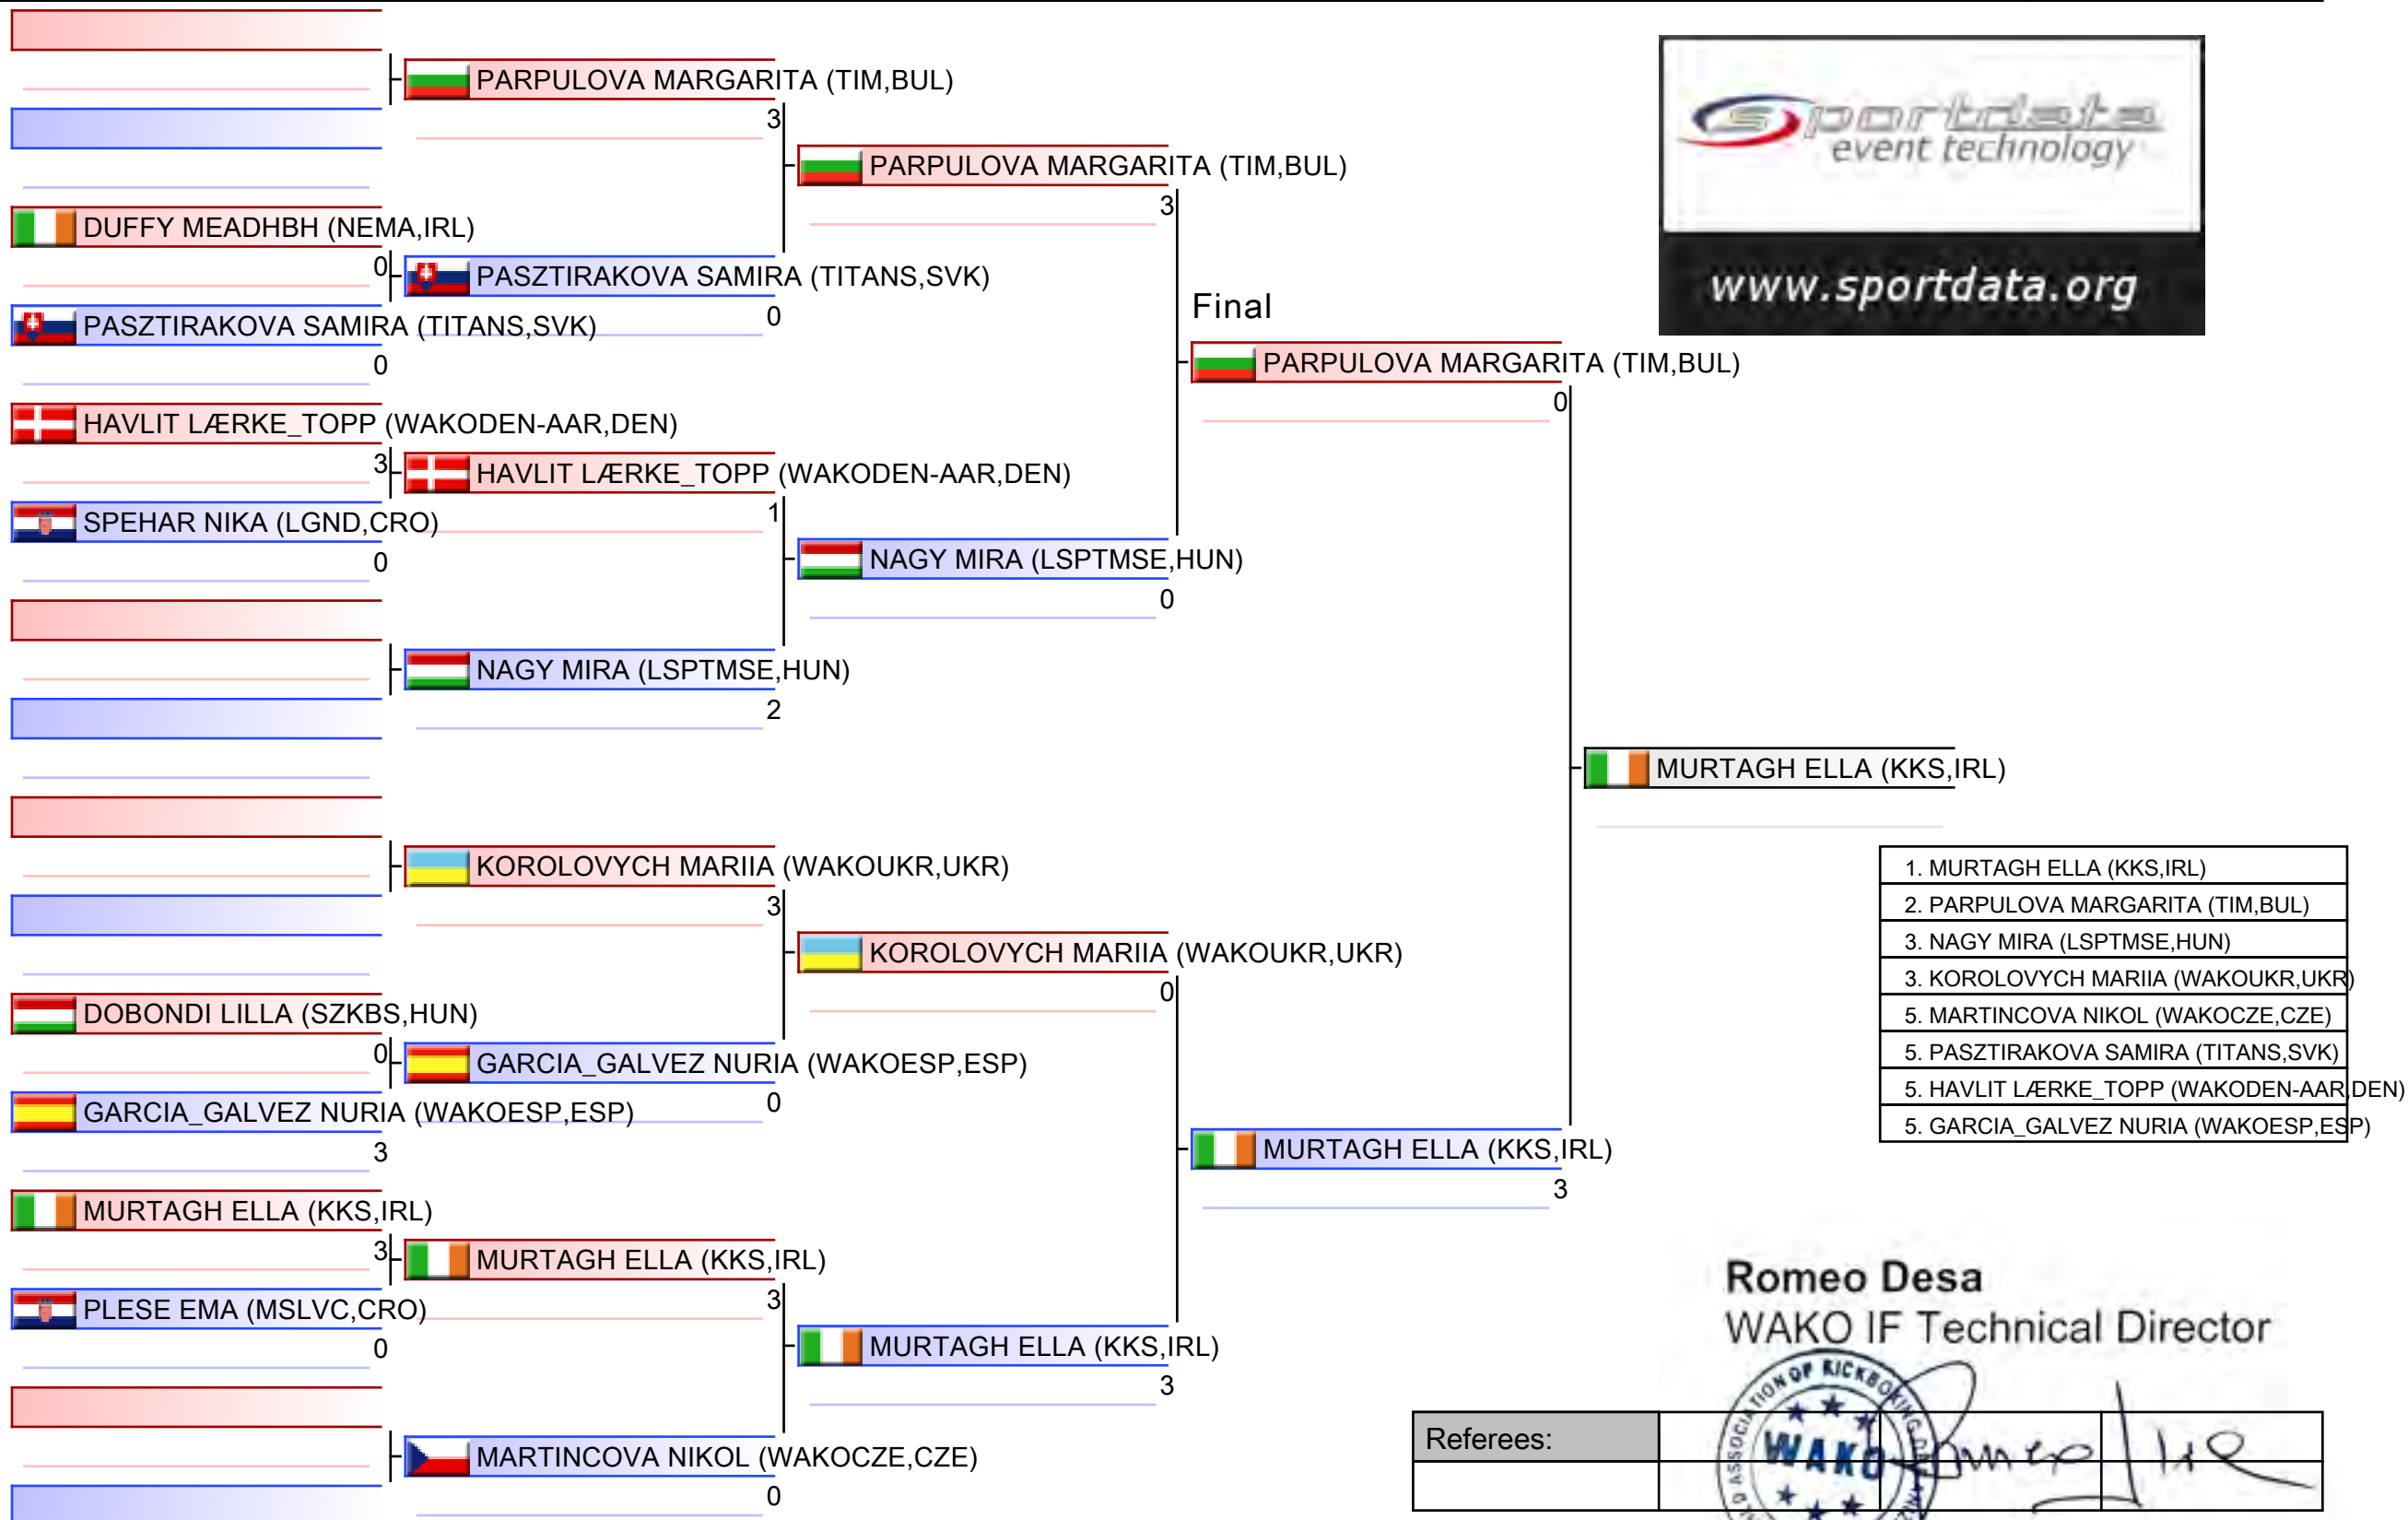 PARPULOVA MARGARITA (TIM,BUL)
3
DUFFY MEADHBH (NEMA,IRL)
0
PASZTIRAKOVA SAMIRA (TITANS,SVK)
0
PASZTIRAKOVA SAMIRA (TITANS,SVK)
0
HAVLIT LÆRKE_TOPP (WAKODEN-AAR,DEN)
3
SPEHAR NIKA (LGND,CRO)
0
HAVLIT LÆRKE_TOPP (WAKODEN-AAR,DEN)
1
NAGY MIRA (LSPTMSE,HUN)
2
KOROLOVYCH MARIIA (WAKOUKR,UKR)
3
DOBONDI LILLA (SZKBS,HUN)
0
GARCIA_GALVEZ NURIA (WAKOESP,ESP)
3
GARCIA_GALVEZ NURIA (WAKOESP,ESP)
0
MURTAGH ELLA (KKS,IRL)
3
PLESE EMA (MSLVC,CRO)
0
MURTAGH ELLA (KKS,IRL)
3
MARTINCOVA NIKOL (WAKOCZE,CZE)
0
PARPULOVA MARGARITA (TIM,BUL)
3
NAGY MIRA (LSPTMSE,HUN)
0
KOROLOVYCH MARIIA (WAKOUKR,UKR)
0
MURTAGH ELLA (KKS,IRL)
3
Final
PARPULOVA MARGARITA (TIM,BUL)
0
MURTAGH ELLA (KKS,IRL)
3
MURTAGH ELLA (KKS,IRL)
sportdata
event technology
www.sportdata.org
1. MURTAGH ELLA (KKS,IRL)
2. PARPULOVA MARGARITA (TIM,BUL)
3. NAGY MIRA (LSPTMSE,HUN)
3. KOROLOVYCH MARIIA (WAKOUKR,UKR)
5. MARTINCOVA NIKOL (WAKOCZE,CZE)
5. PASZTIRAKOVA SAMIRA (TITANS,SVK)
5. HAVLIT LÆRKE_TOPP (WAKODEN-AAR,DEN)
5. GARCIA_GALVEZ NURIA (WAKOESP,ESP)
Romeo Desa
WAKO IF Technical Director
ASSOCIATION OF KICKBOXING
WAKO
Referees: